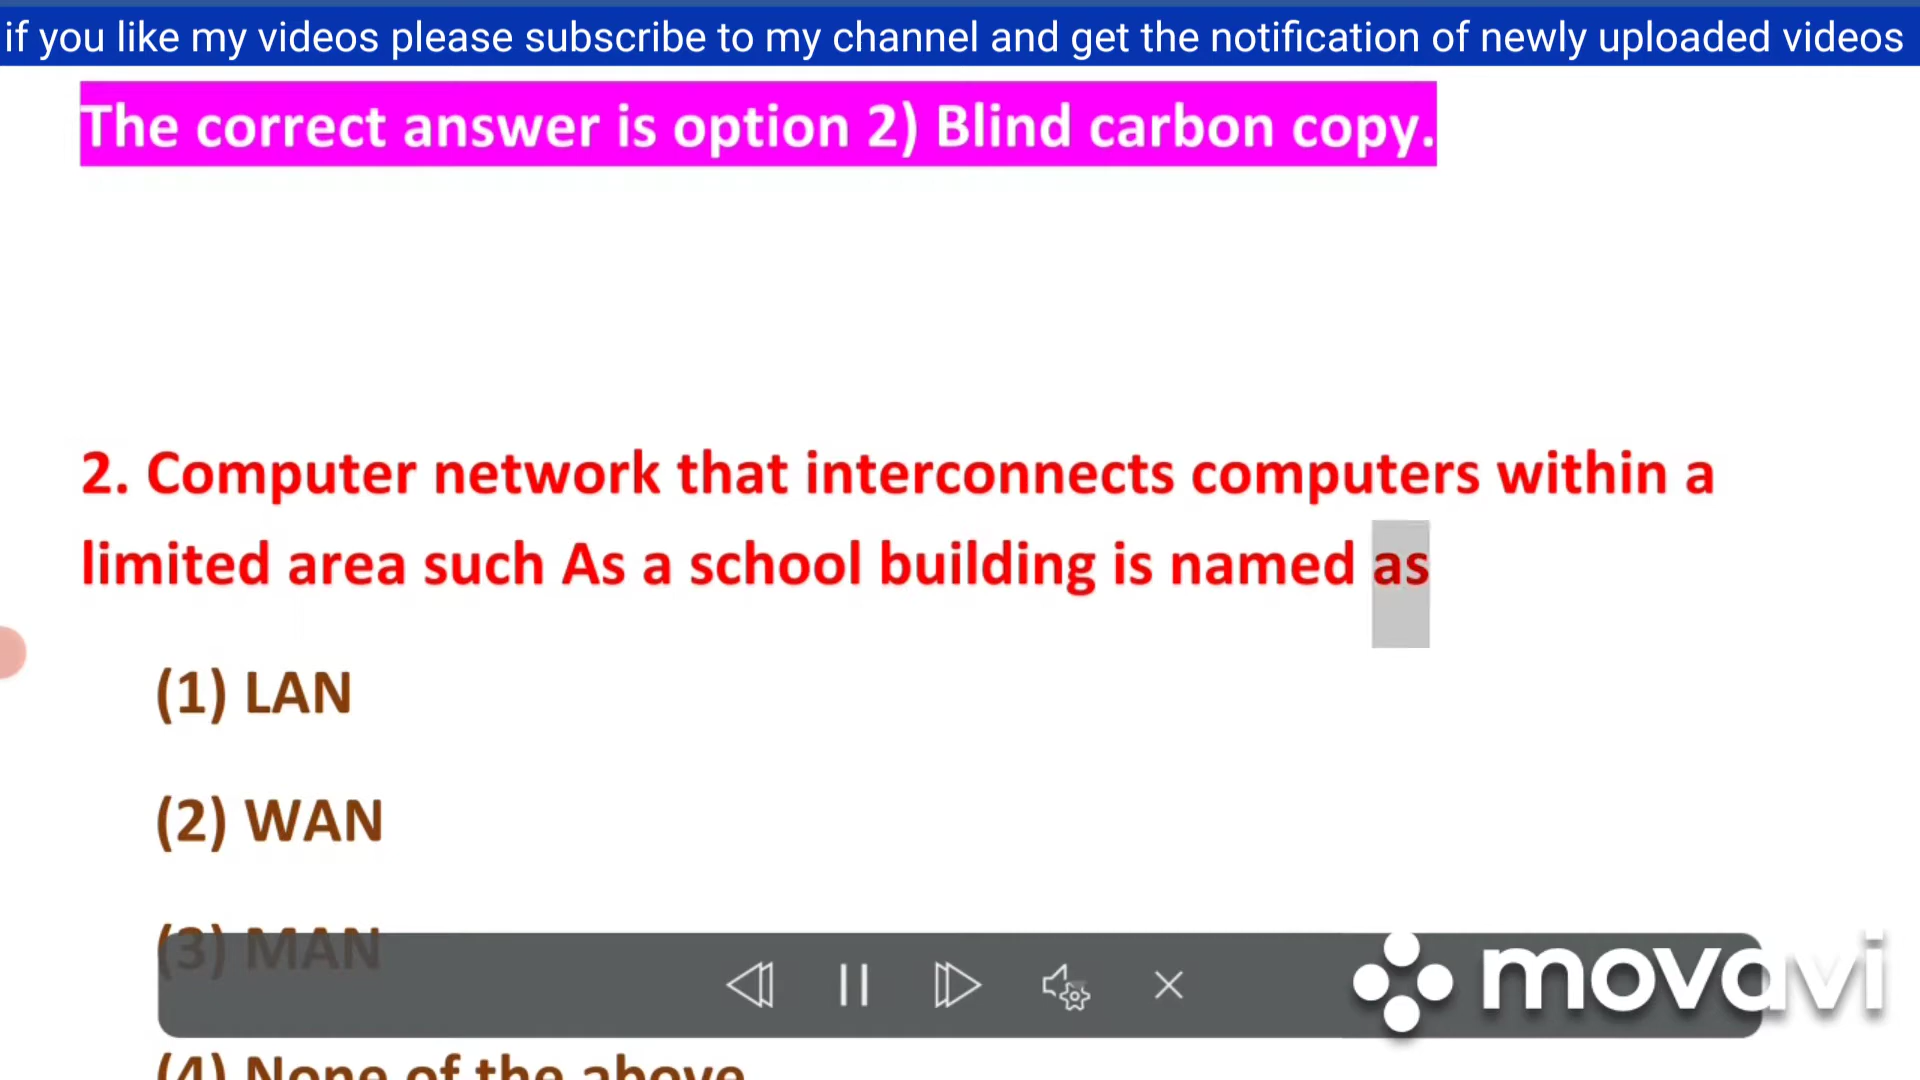 if you like my videos please subscribe to my channel and get the notification of newly uploaded videos
The correct answer is option 2) Blind carbon copy.
2. Computer network that interconnects computers within a
limited area such As a school building is named as
(1) LAN
(2) WAN
(3) MAN
movavi
(4) None of the above